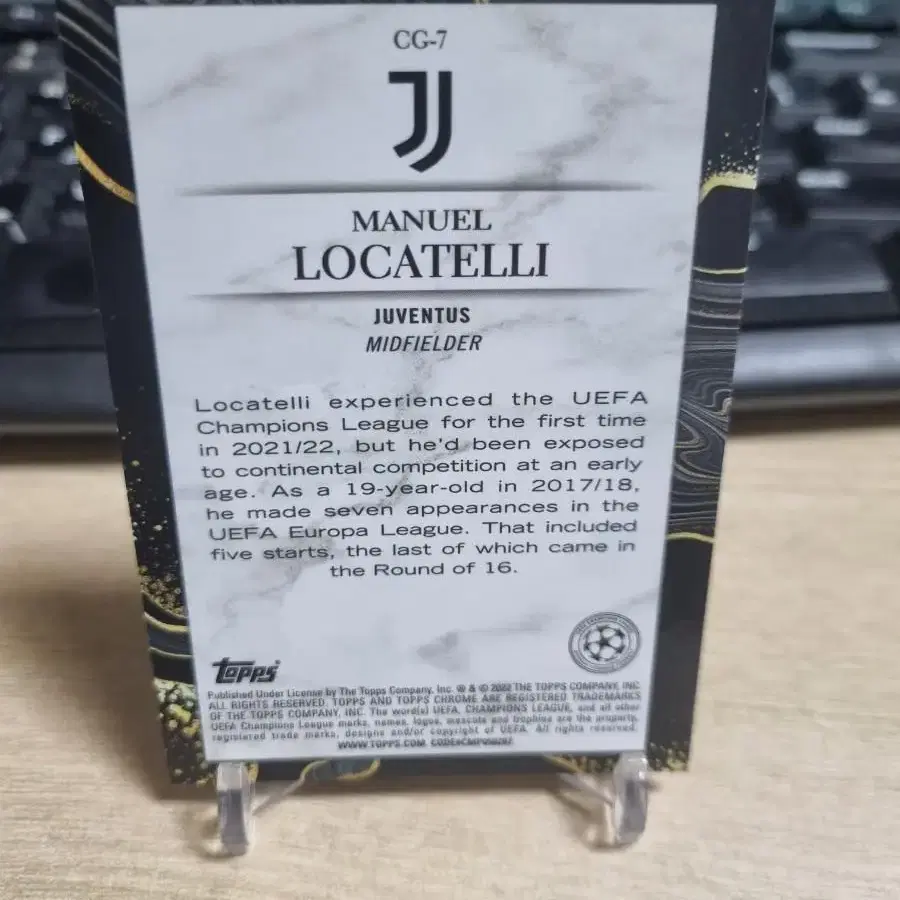 CG-7
MANUEL
LOCATELLI
JUVENTUS
MIDFIELDER
Locatelli experienced the UEFA
Champions League for the first time
in 2021/22, but he'd been exposed
to continental competition at an early
age. As a 19-year-old in 2017/18,
he made seven appearances in the
UEFA Europa League. That included
five starts, the last of which came in
the Round of 16.
topps
Published Under License by The Topps Company, Inc. ® & © 2022 THE TOPPS COMPANY, INC.
ALL RIGHTS RESERVED. TOPPS AND TOPPS CHROME ARE REGISTERED TRADEMARKS
OF THE TOPPS COMPANY, INC. The word(s) UEFA, CHAMPIONS LEAGUE, and all other
UEFA Champions League marks, names, logos, mascots and trophies are the property,
registered trade marks, designs and/or copyright of UEFA. All rights reserved.
WWW.TOPPS.COM